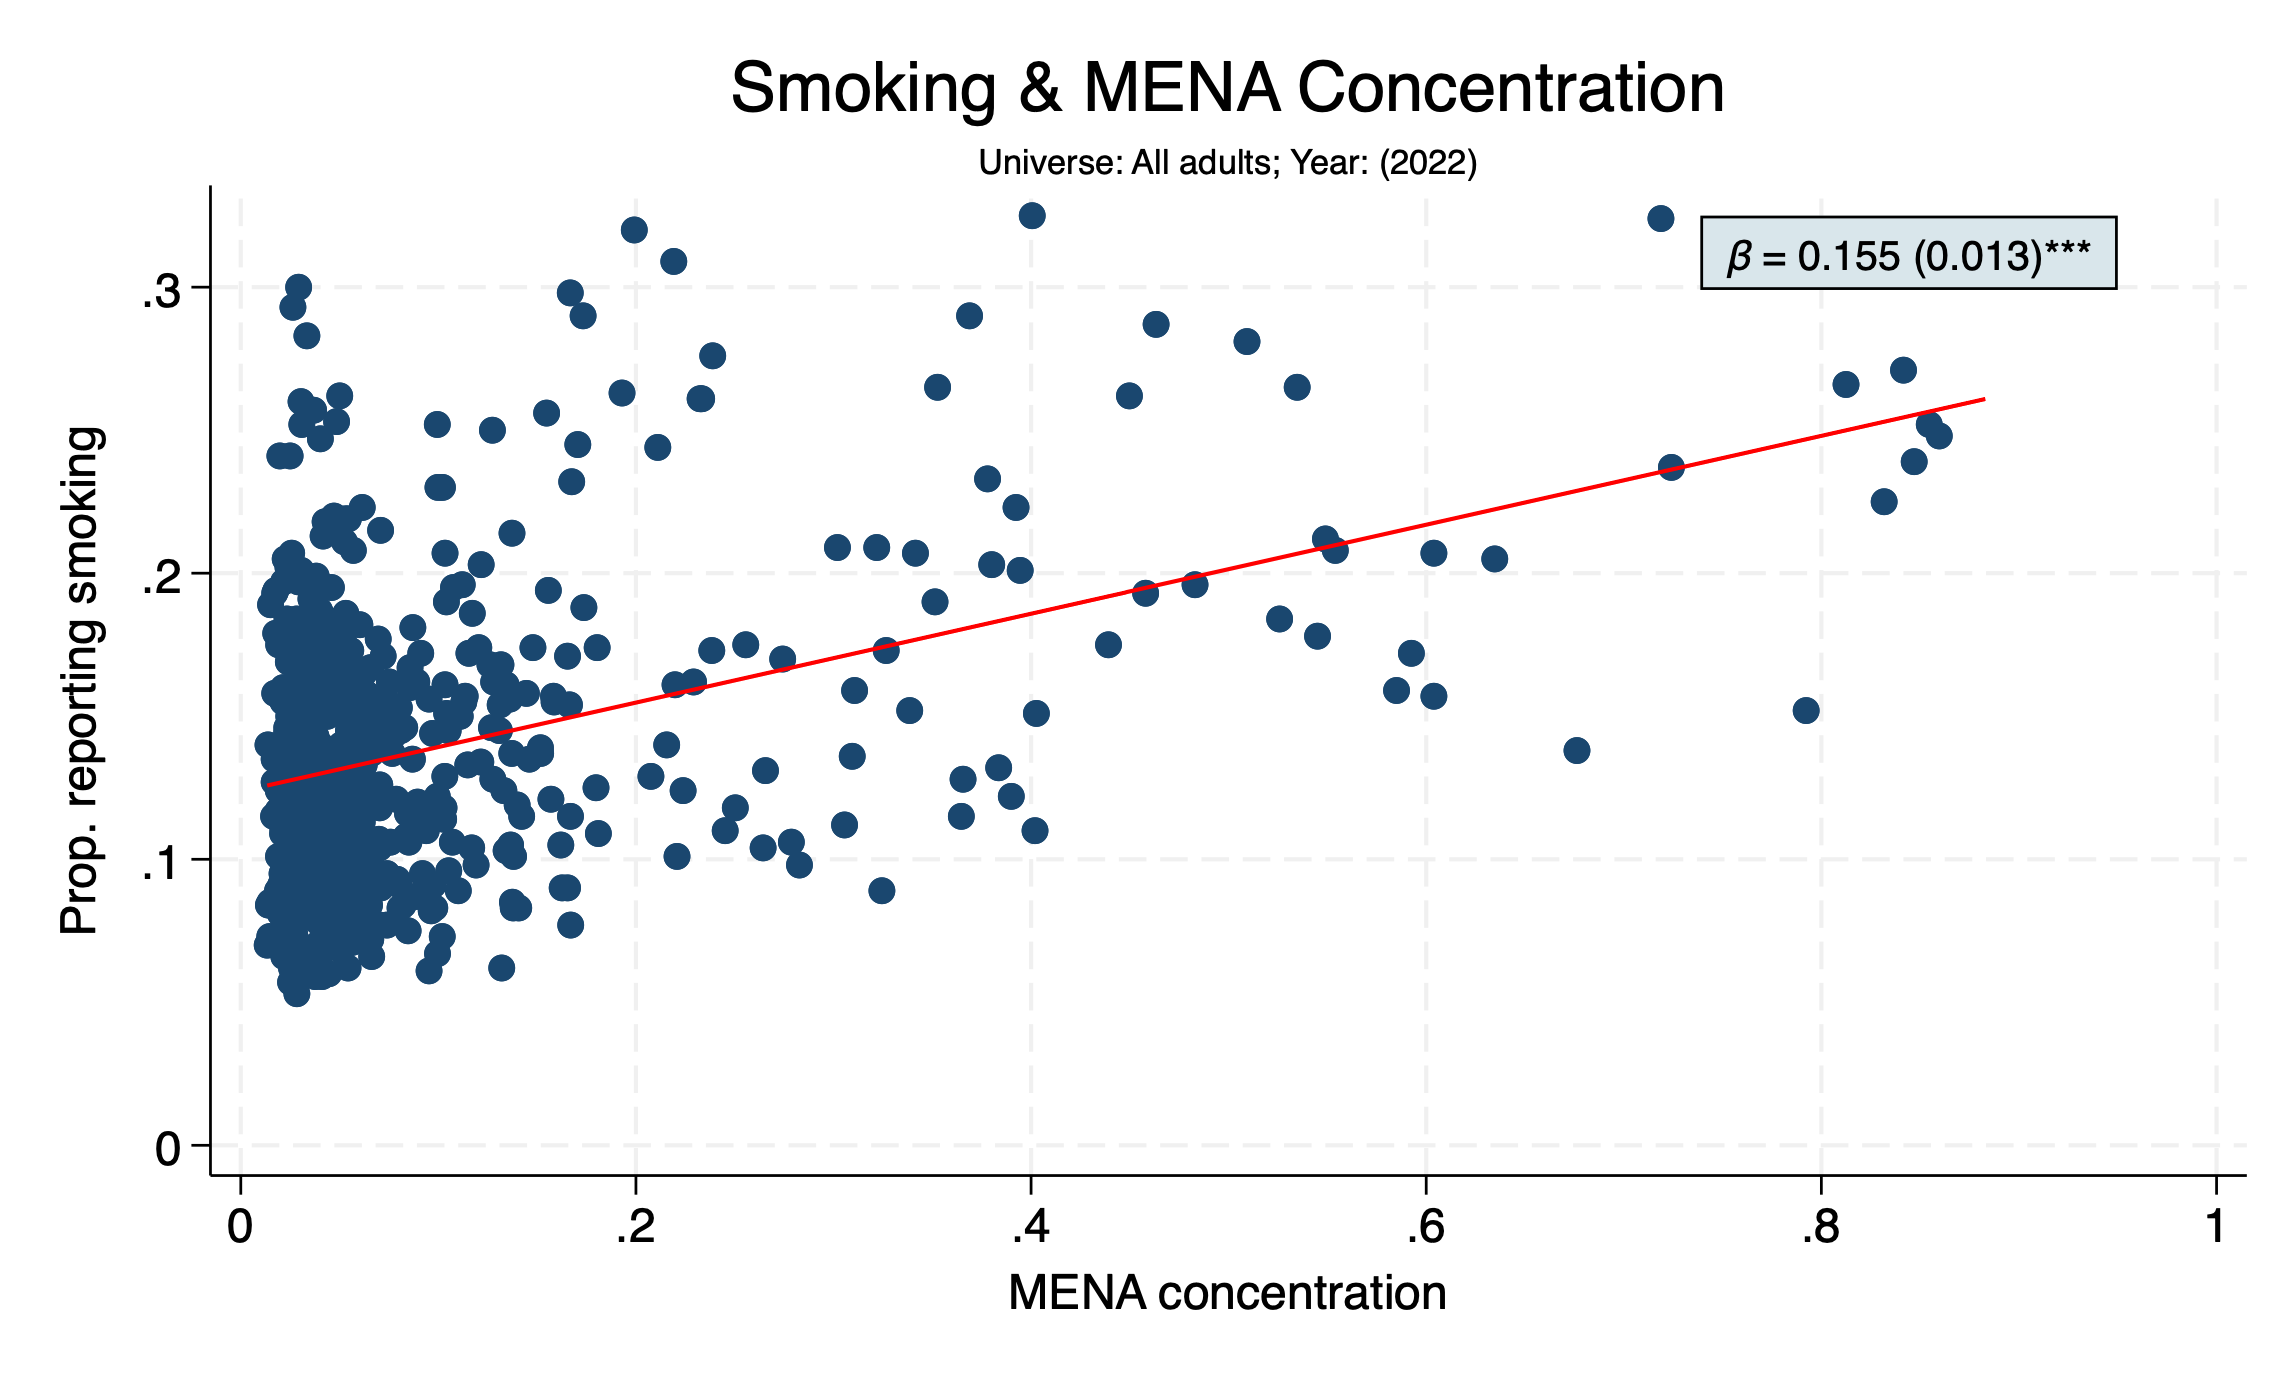 Smoking & MENA Concentration
Universe: All adults; Year: (2022)
β = 0.155 (0.013)***
Prop. reporting smoking
.3
.2
.1
0
0 .2 .4 .6 .8 1
MENA concentration